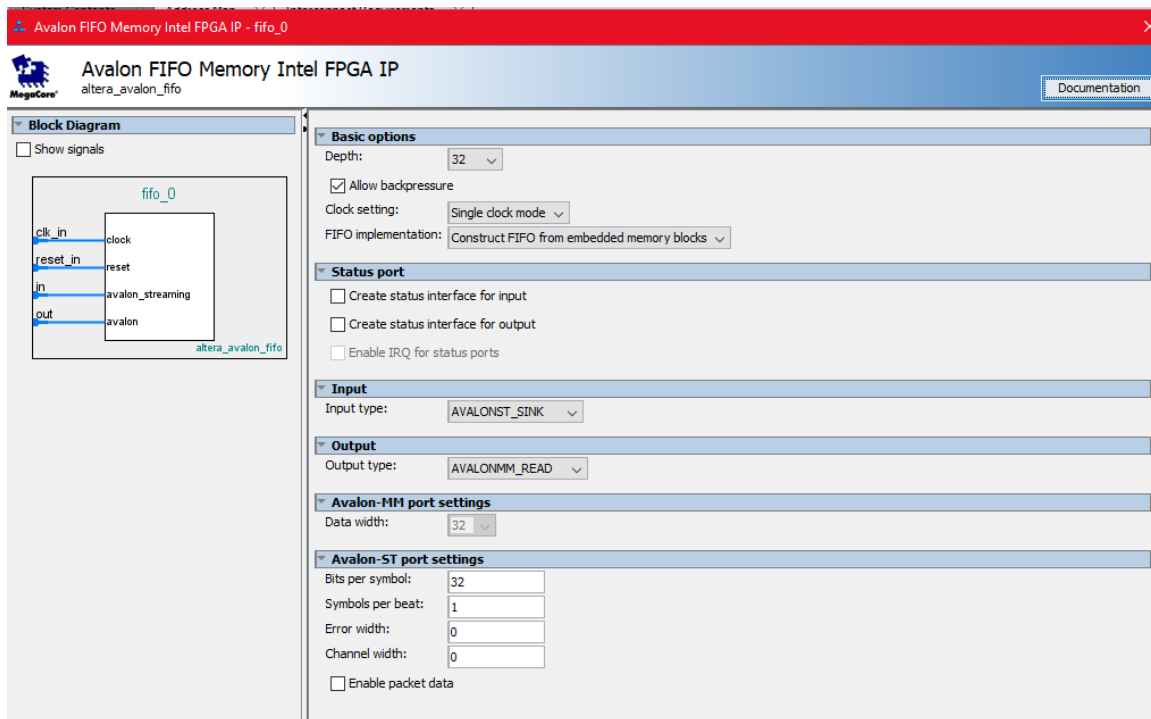 Avalon FIFO Memory Intel FPGA IP - fifo_0
MegaCore®
Avalon FIFO Memory Intel FPGA IP
altera_avalon_fifo
Documentation
Block Diagram
Show signals
fifo_0
clk_in
clock
reset_in
reset
in
avalon_streaming
out
avalon
altera_avalon_fifo
Basic options
Depth: 32
Allow backpressure
Clock setting: Single clock mode
FIFO implementation: Construct FIFO from embedded memory blocks
Status port
Create status interface for input
Create status interface for output
Enable IRQ for status ports
Input
Input type: AVALONST_SINK
Output
Output type: AVALONMM_READ
Avalon-MM port settings
Data width: 32
Avalon-ST port settings
Bits per symbol: 32
Symbols per beat: 1
Error width: 0
Channel width: 0
Enable packet data